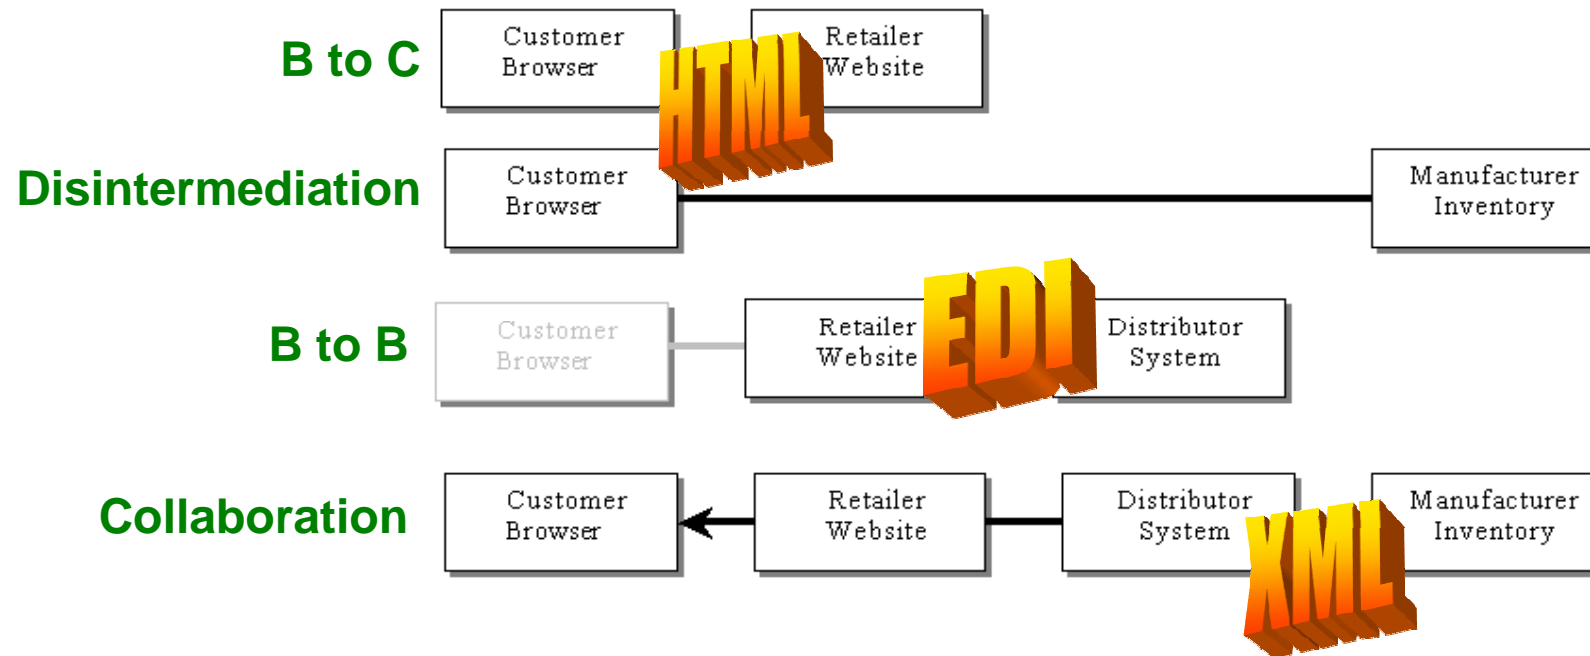 B to C
Customer
Browser
HTML
Retailer
Website
Disintermediation
Customer
Browser
Manufacturer
Inventory
B to B
Customer
Browser
Retailer
Website
EDI
Distributor
System
Collaboration
Customer
Browser
Retailer
Website
Distributor
System
XML
Manufacturer
Inventory